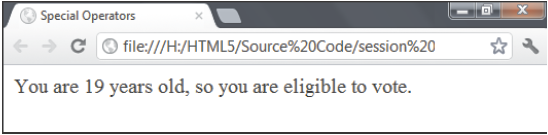 Special Operators
file:///H:/HTML5/Source%20Code/session%20
You are 19 years old, so you are eligible to vote.